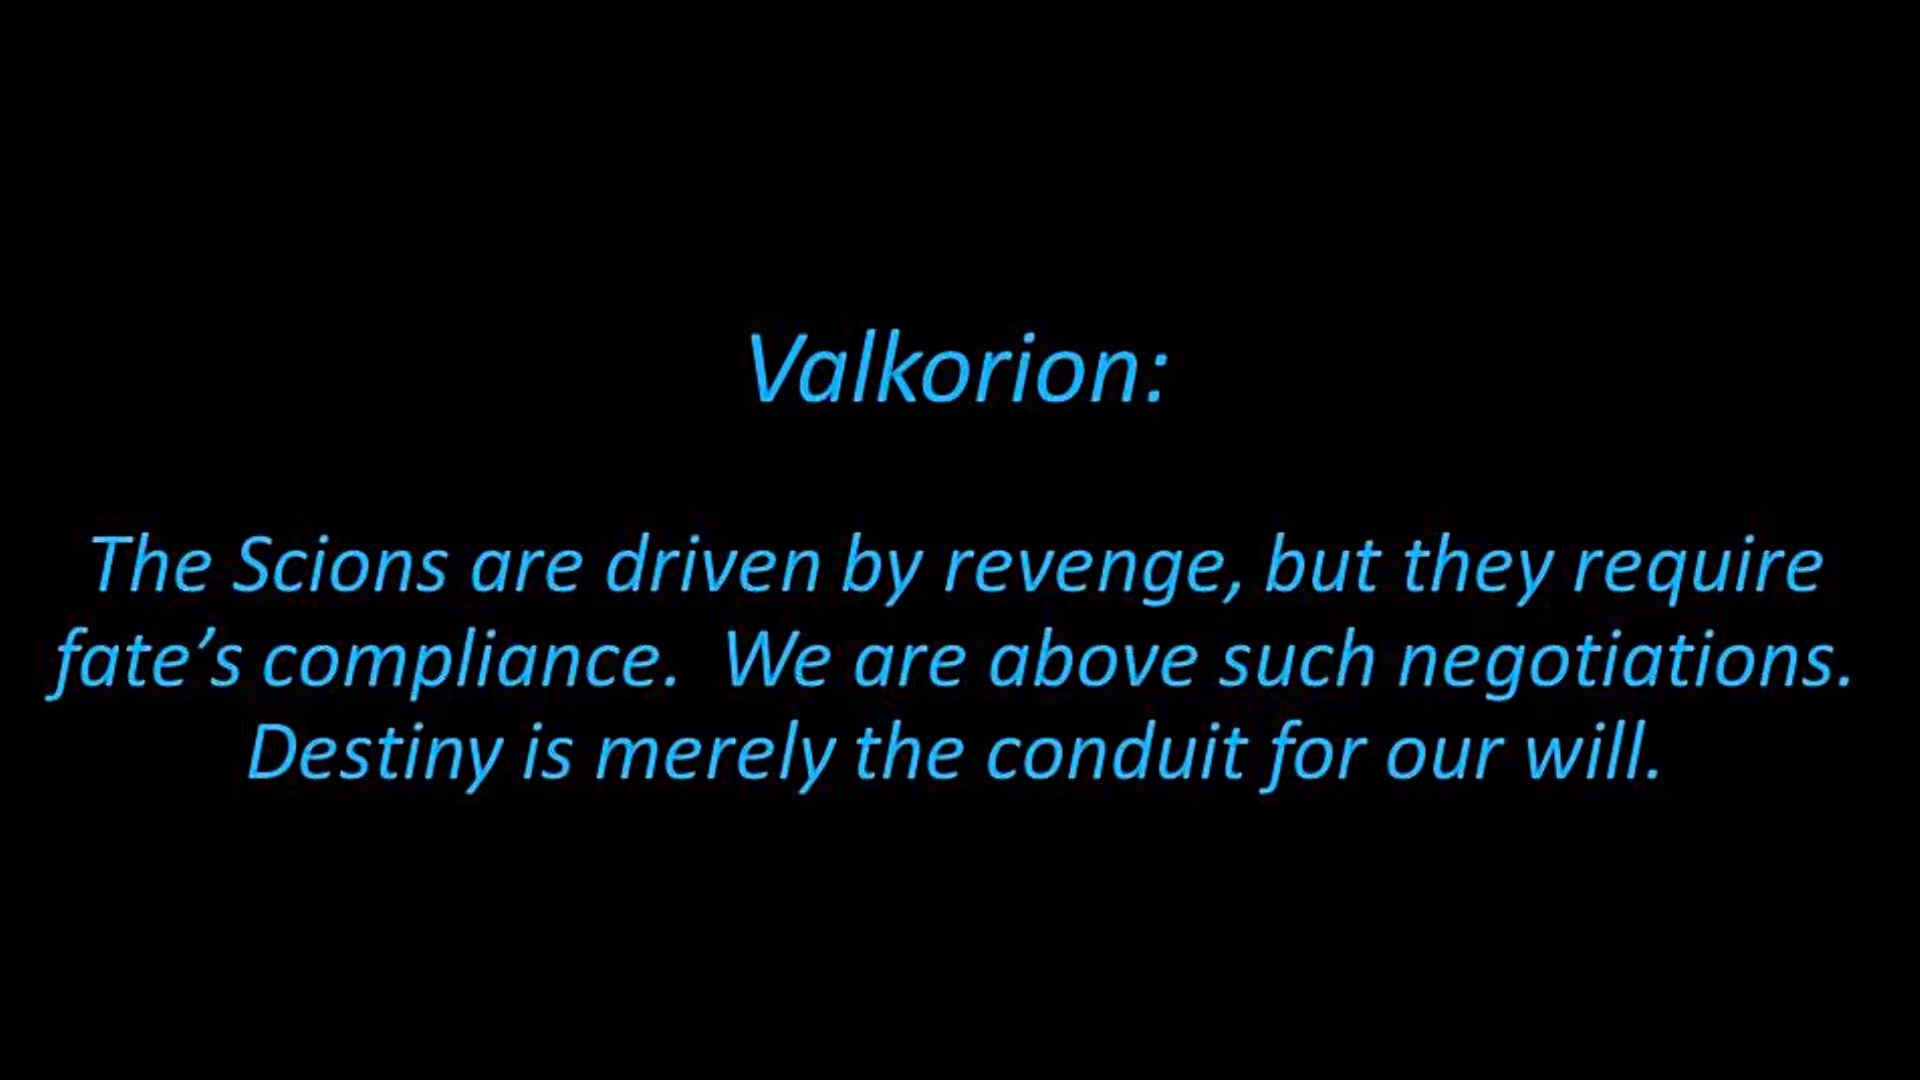 Valkorion:
The Scions are driven by revenge, but they require
fate’s compliance.  We are above such negotiations.
Destiny is merely the conduit for our will.